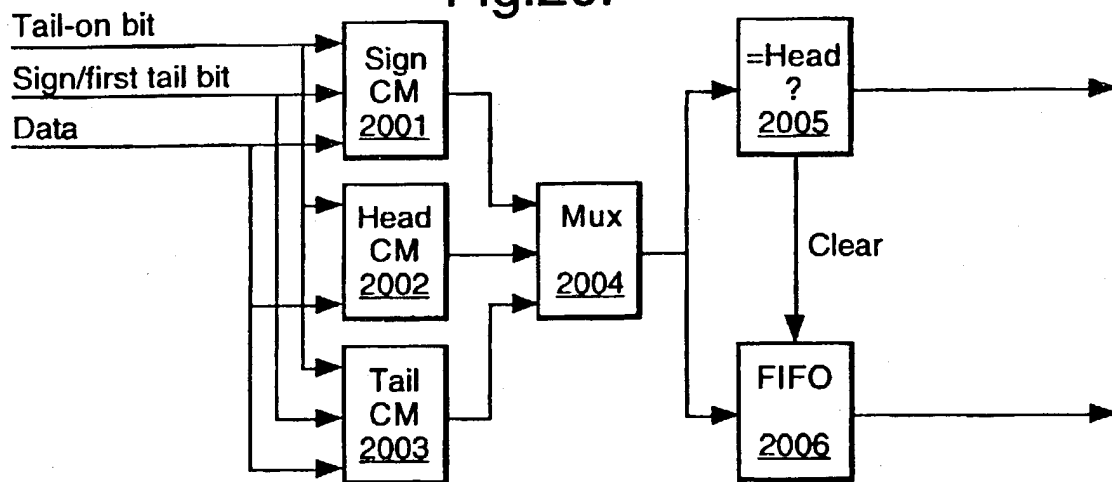 Tail-on bit
Sign/first tail bit
Data
Sign
CM
2001
Head
CM
2002
Tail
CM
2003
Mux
2004
=Head
?
2005
Clear
FIFO
2006